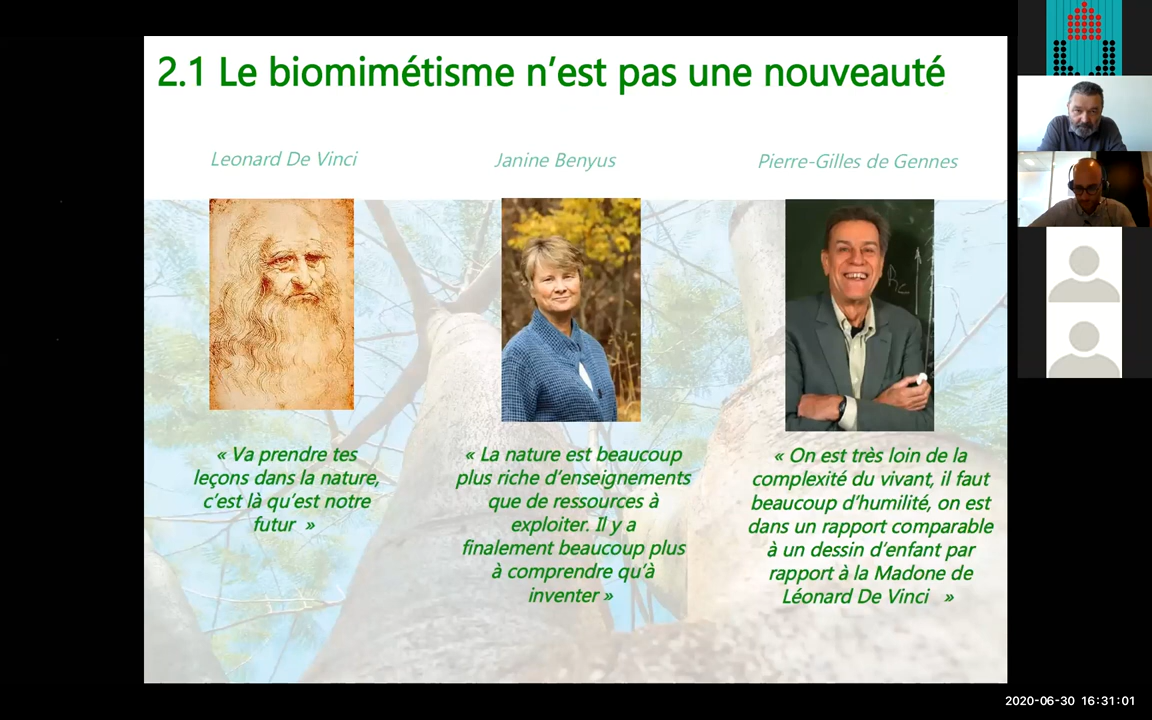 2.1 Le biomimétisme n’est pas une nouveauté
Leonard De Vinci
Janine Benyus
Pierre-Gilles de Gennes
« Va prendre tes
leçons dans la nature,
c’est là qu’est notre
futur »
« La nature est beaucoup
plus riche d’enseignements
que de ressources à
exploiter. Il y a
finalement beaucoup plus
à comprendre qu’à
inventer »
« On est très loin de la
complexité du vivant, il faut
beaucoup d’humilité, on est
dans un rapport comparable
à un dessin d’enfant par
rapport à la Madone de
Léonard De Vinci »
2020-06-30 16:31:01